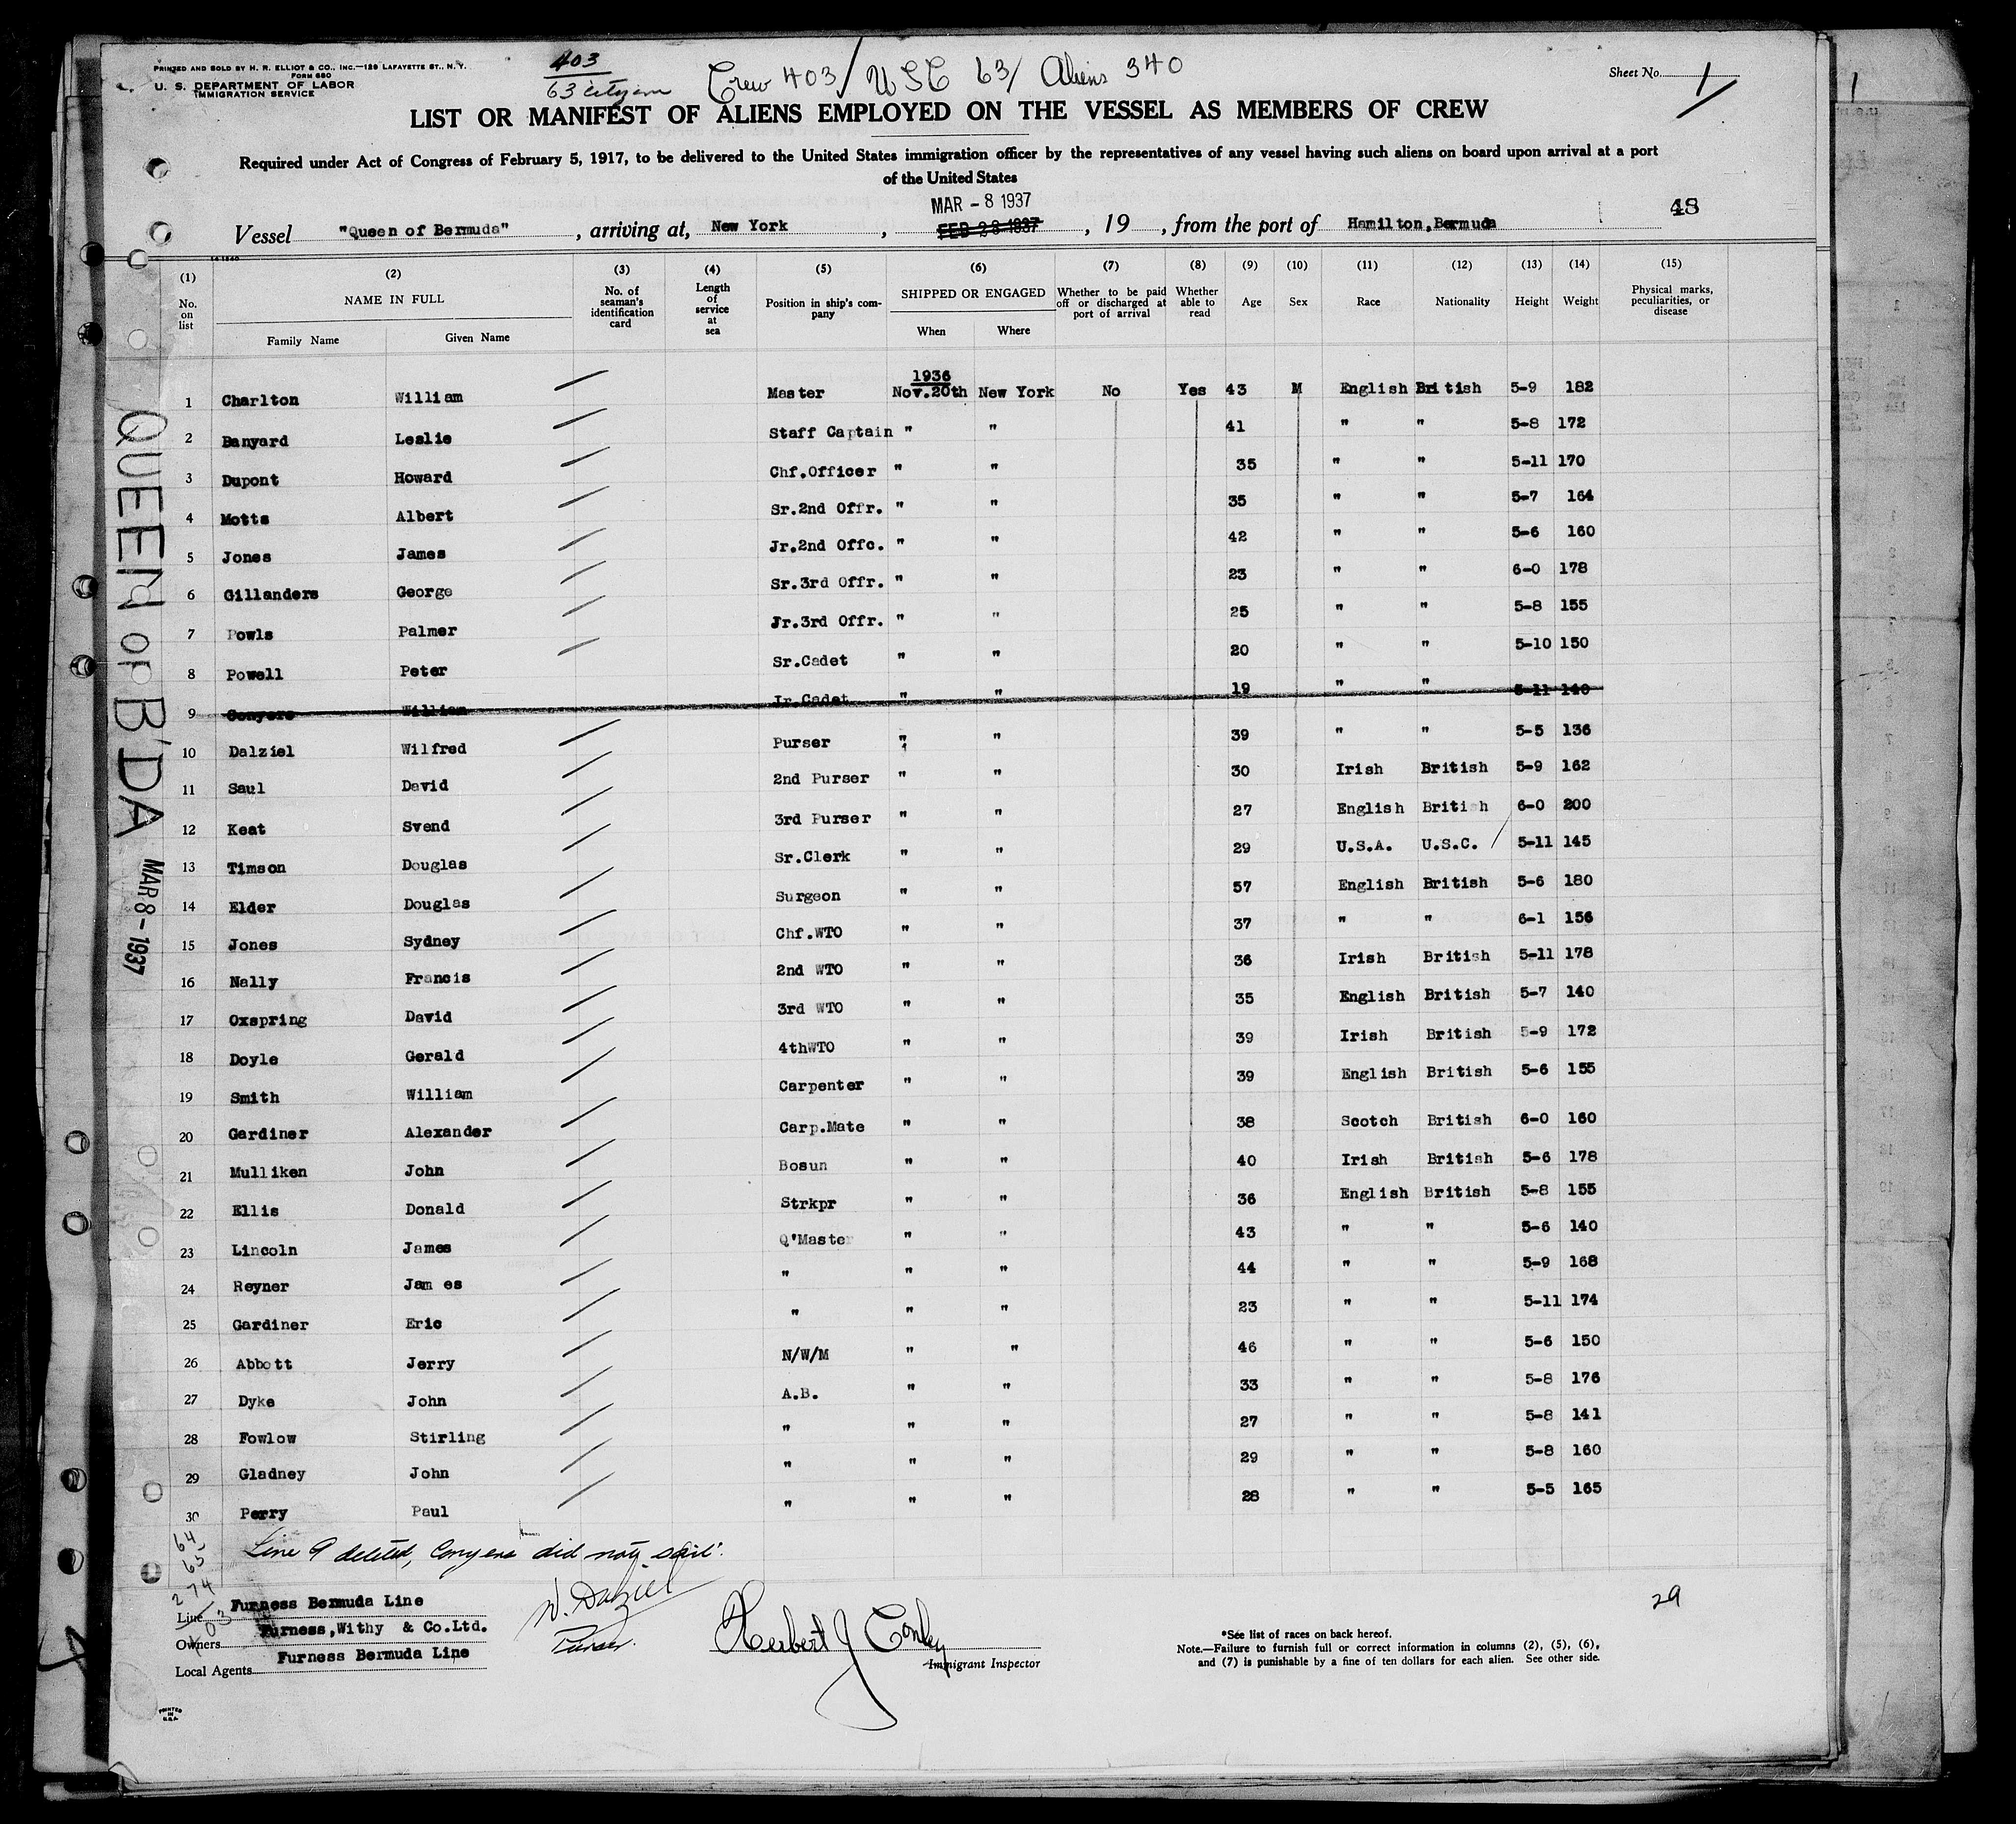 PRINTED AND SOLD BY H. R. ELLIOT & CO., INC.—129 LAFAYETTE ST., N.Y.
FORM 680
U. S. DEPARTMENT OF LABOR
IMMIGRATION SERVICE
403
63 Citizen
Crew 403/ USC 63/ Aliens 340
Sheet No. 1
LIST OR MANIFEST OF ALIENS EMPLOYED ON THE VESSEL AS MEMBERS OF CREW
Required under Act of Congress of February 5, 1917, to be delivered to the United States immigration officer by the representatives of any vessel having such aliens on board upon arrival at a port
of the United States
MAR - 8 1937
48
Vessel "Queen of Bermuda", arriving at, New York, FEB 28 1937, 19, from the port of Hamilton, Bermuda
(1) (2) (3) (4) (5) (6) (7) (8) (9) (10) (11) (12) (13) (14) (15)
No. on list NAME IN FULL No. of seaman's identification card Length of service at sea Position in ship's company SHIPPED OR ENGAGED Whether to be paid off or discharged at port of arrival Whether able to read Age Sex Race Nationality Height Weight Physical marks, peculiarities, or disease
Family Name Given Name When Where
1936
1 Charlton William Master Nov.20th New York No Yes 43 M English British 5-9 182
2 Banyard Leslie Staff Captain " " 41 " " 5-8 172
3 Dupont Howard Chf.Officer " " 35 " " 5-11 170
4 Motts Albert Sr.2nd Offr. " " 35 " " 5-7 164
5 Jones James Jr.2nd Offc. " " 42 " " 5-6 160
6 Gillanders George Sr.3rd Offr. " " 23 " " 6-0 178
7 Powls Palmer Jr.3rd Offr. " " 25 " " 5-8 155
8 Powell Peter Sr.Cadet " " 20 " " 5-10 150
9 Conyers William Jr.Cadet " " 19 " " 5-11 140
10 Dalziel Wilfred Purser " " 39 " " 5-5 136
11 Saul David 2nd Purser " " 30 Irish British 5-9 162
12 Keat Svend 3rd Purser " " 27 English British 6-0 200
13 Timson Douglas Sr.Clerk " " 29 U.S.A. U.S.C. 5-11 145
14 Elder Douglas Surgeon " " 57 English British 5-6 180
15 Jones Sydney Chf.WTO " " 37 " " 6-1 156
16 Nally Francis 2nd WTO " " 36 Irish British 5-11 178
17 Oxspring David 3rd WTO " " 35 English British 5-7 140
18 Doyle Gerald 4thWTO " " 39 Irish British 5-9 172
19 Smith William Carpenter " " 39 English British 5-6 155
20 Gardiner Alexander Carp.Mate " " 38 Scotch British 6-0 160
21 Mulliken John Bosun " " 40 Irish British 5-6 178
22 Ellis Donald Strkpr " " 36 English British 5-8 155
23 Lincoln James Q'Master " " 43 " " 5-6 140
24 Reyner Jam es " " " 44 " " 5-9 168
25 Gardiner Eric " " " 23 " " 5-11 174
26 Abbott Jerry N/W/M " " 46 " " 5-6 150
27 Dyke John A.B. " " 33 " " 5-8 176
28 Fowlow Stirling " " " 27 " " 5-8 141
29 Gladney John " " " 29 " " 5-8 160
30 Perry Paul " " " 28 " " 5-5 165
QUEEN OF B'DA MAR 8-1937
Line 9 deleted, Conyers did not sail.
64
65
274
403
W. Dalziel
Purser.
Herbert J Conley
Immigrant Inspector
29
Line Furness Bermuda Line
Owners Furness, Withy & Co.Ltd.
Local Agents Furness Bermuda Line
*See list of races on back hereof.
Note.—Failure to furnish full or correct information in columns (2), (5), (6),
and (7) is punishable by a fine of ten dollars for each alien. See other side.
PRINTED
IN
U.S.A.